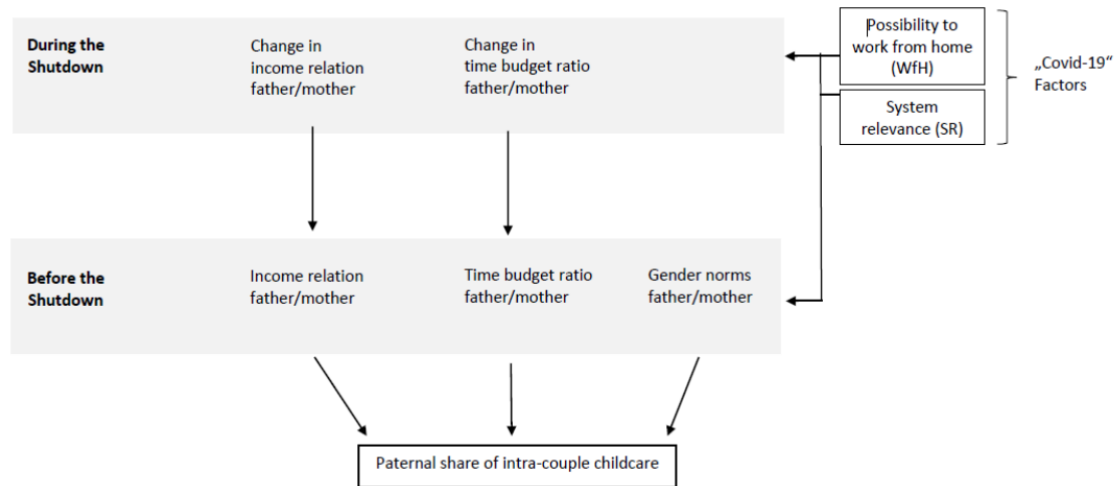 During the
Shutdown
Change in
income relation
father/mother
Change in
time budget ratio
father/mother
Possibility to
work from home
(WfH)
System
relevance (SR)
„Covid-19“
Factors
Before the
Shutdown
Income relation
father/mother
Time budget ratio
father/mother
Gender norms
father/mother
Paternal share of intra-couple childcare